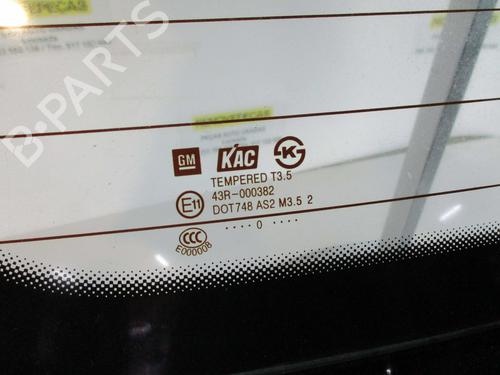 B-PARTS
GM KAC K
TEMPERED T3.5
E11 43R-000382
DOT748 AS2 M3.5 2
CCC .....0....
E000008